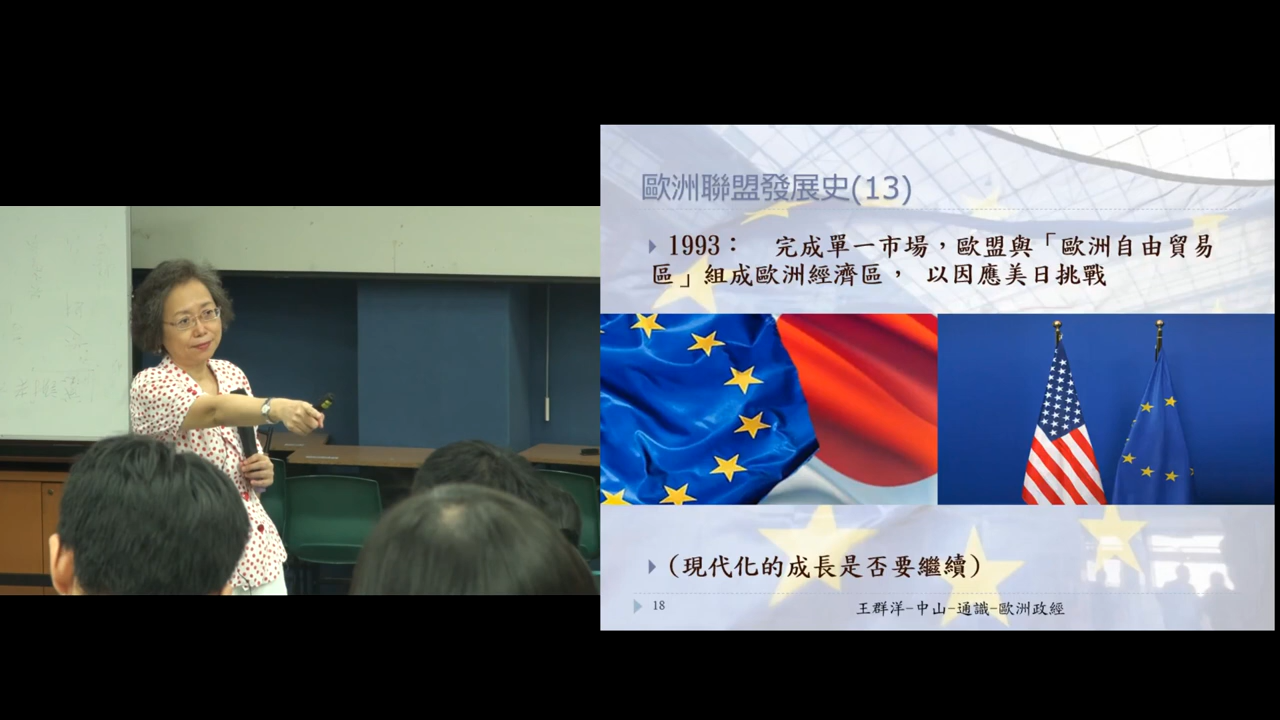 歐洲聯盟發展史(13)
1993： 完成單一市場，歐盟與「歐洲自由貿易
區」組成歐洲經濟區， 以因應美日挑戰
(現代化的成長是否要繼續)
18
王群洋-中山-通識-歐洲政經